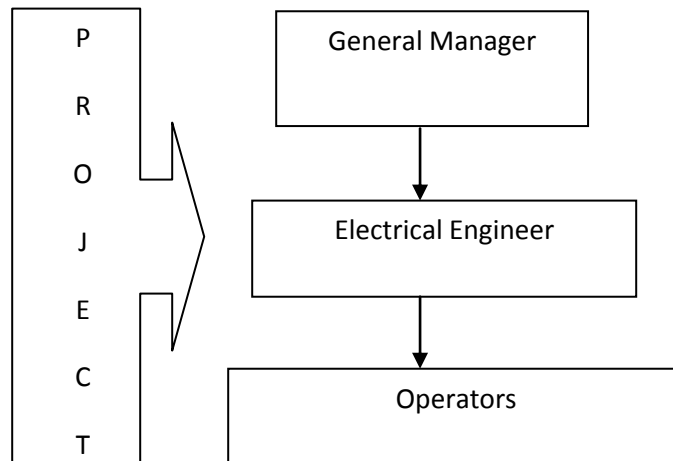 P
R
O
J
E
C
T
General Manager
Electrical Engineer
Operators